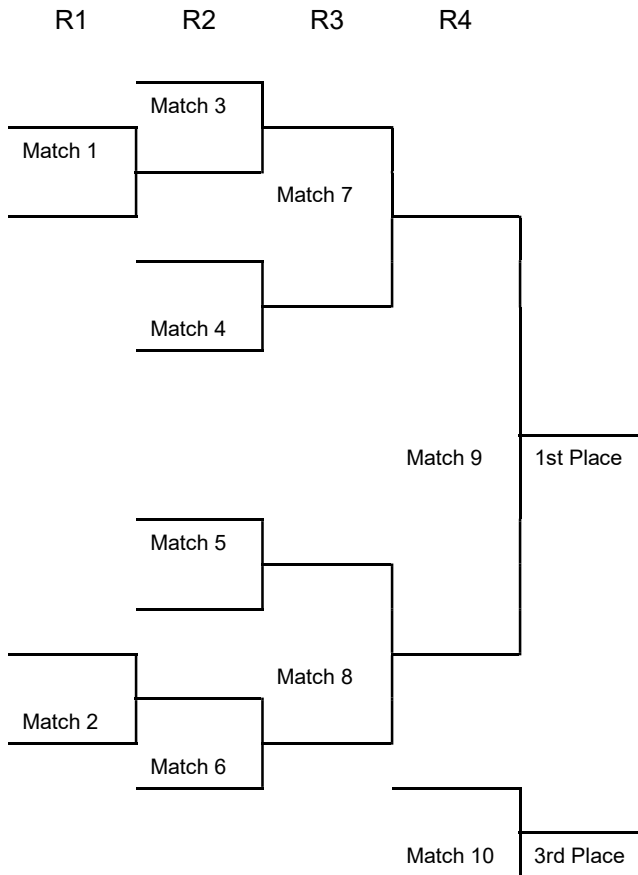 R1 R2 R3 R4
Match 3
Match 1
Match 7
Match 4
Match 9 1st Place
Match 5
Match 8
Match 2
Match 6
Match 10 3rd Place